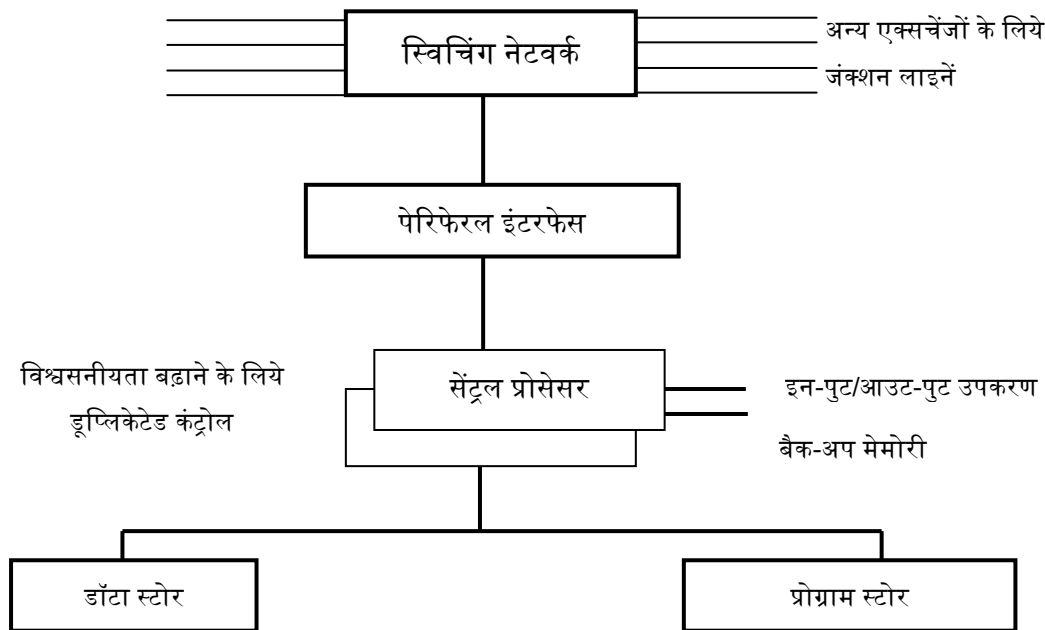 स्विचिंग नेटवर्क
अन्य एक्सचेंजों के लिये
जंक्शन लाइनें
पेरिफेरल इंटरफेस
विश्वसनीयता बढ़ाने के लिये
डूप्लिकेटेड कंट्रोल
सेंट्रल प्रोसेसर
इन-पुट/आउट-पुट उपकरण
बैक-अप मेमोरी
डॉटा स्टोर
प्रोग्राम स्टोर